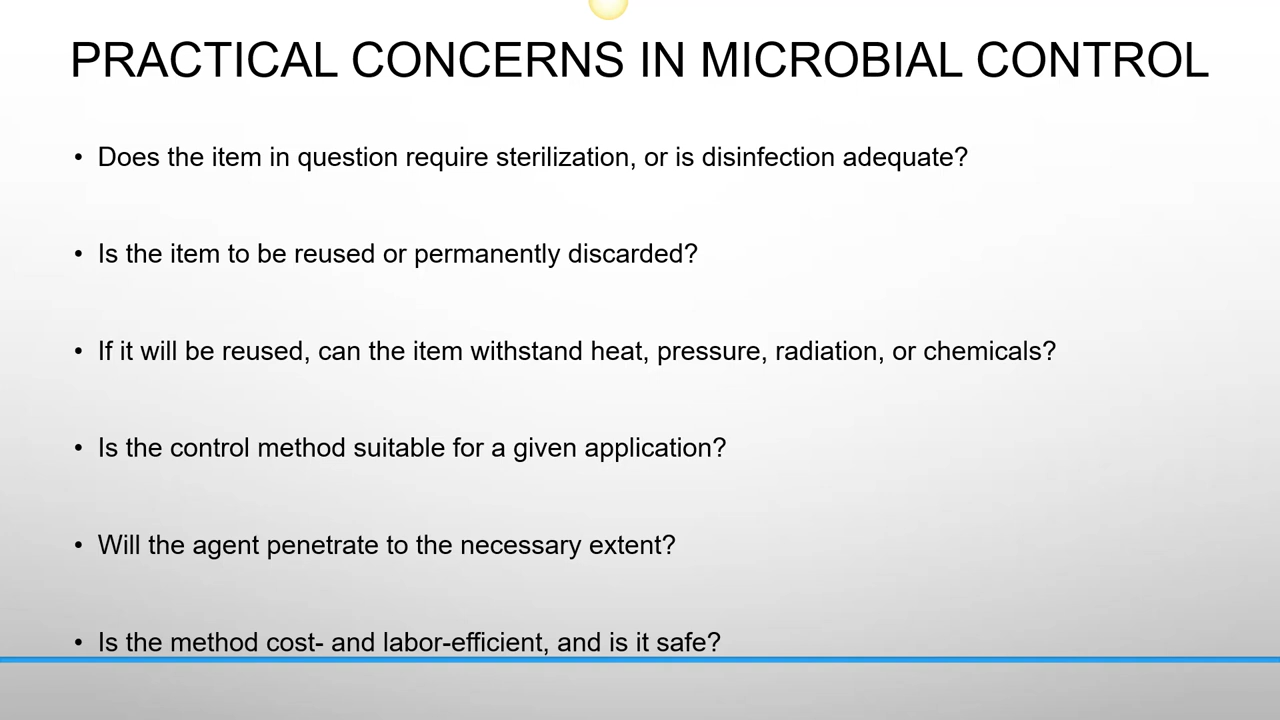 PRACTICAL CONCERNS IN MICROBIAL CONTROL
• Does the item in question require sterilization, or is disinfection adequate?
• Is the item to be reused or permanently discarded?
• If it will be reused, can the item withstand heat, pressure, radiation, or chemicals?
• Is the control method suitable for a given application?
• Will the agent penetrate to the necessary extent?
• Is the method cost- and labor-efficient, and is it safe?